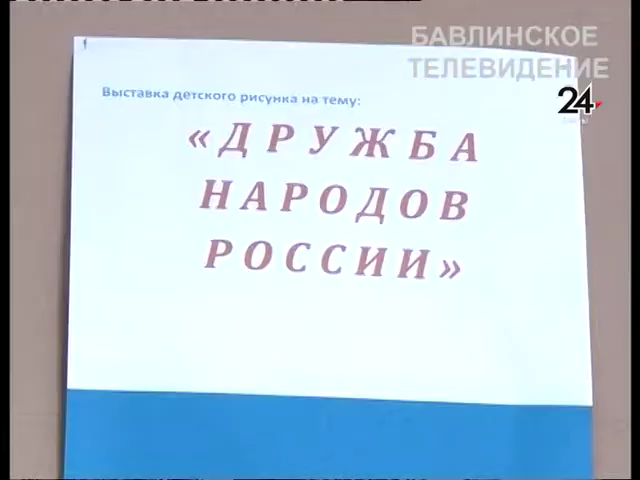 БАВЛИНСКОЕ
ТЕЛЕВИДЕНИЕ
24
Выставка детского рисунка на тему:
«ДРУЖБА
НАРОДОВ
РОССИИ»